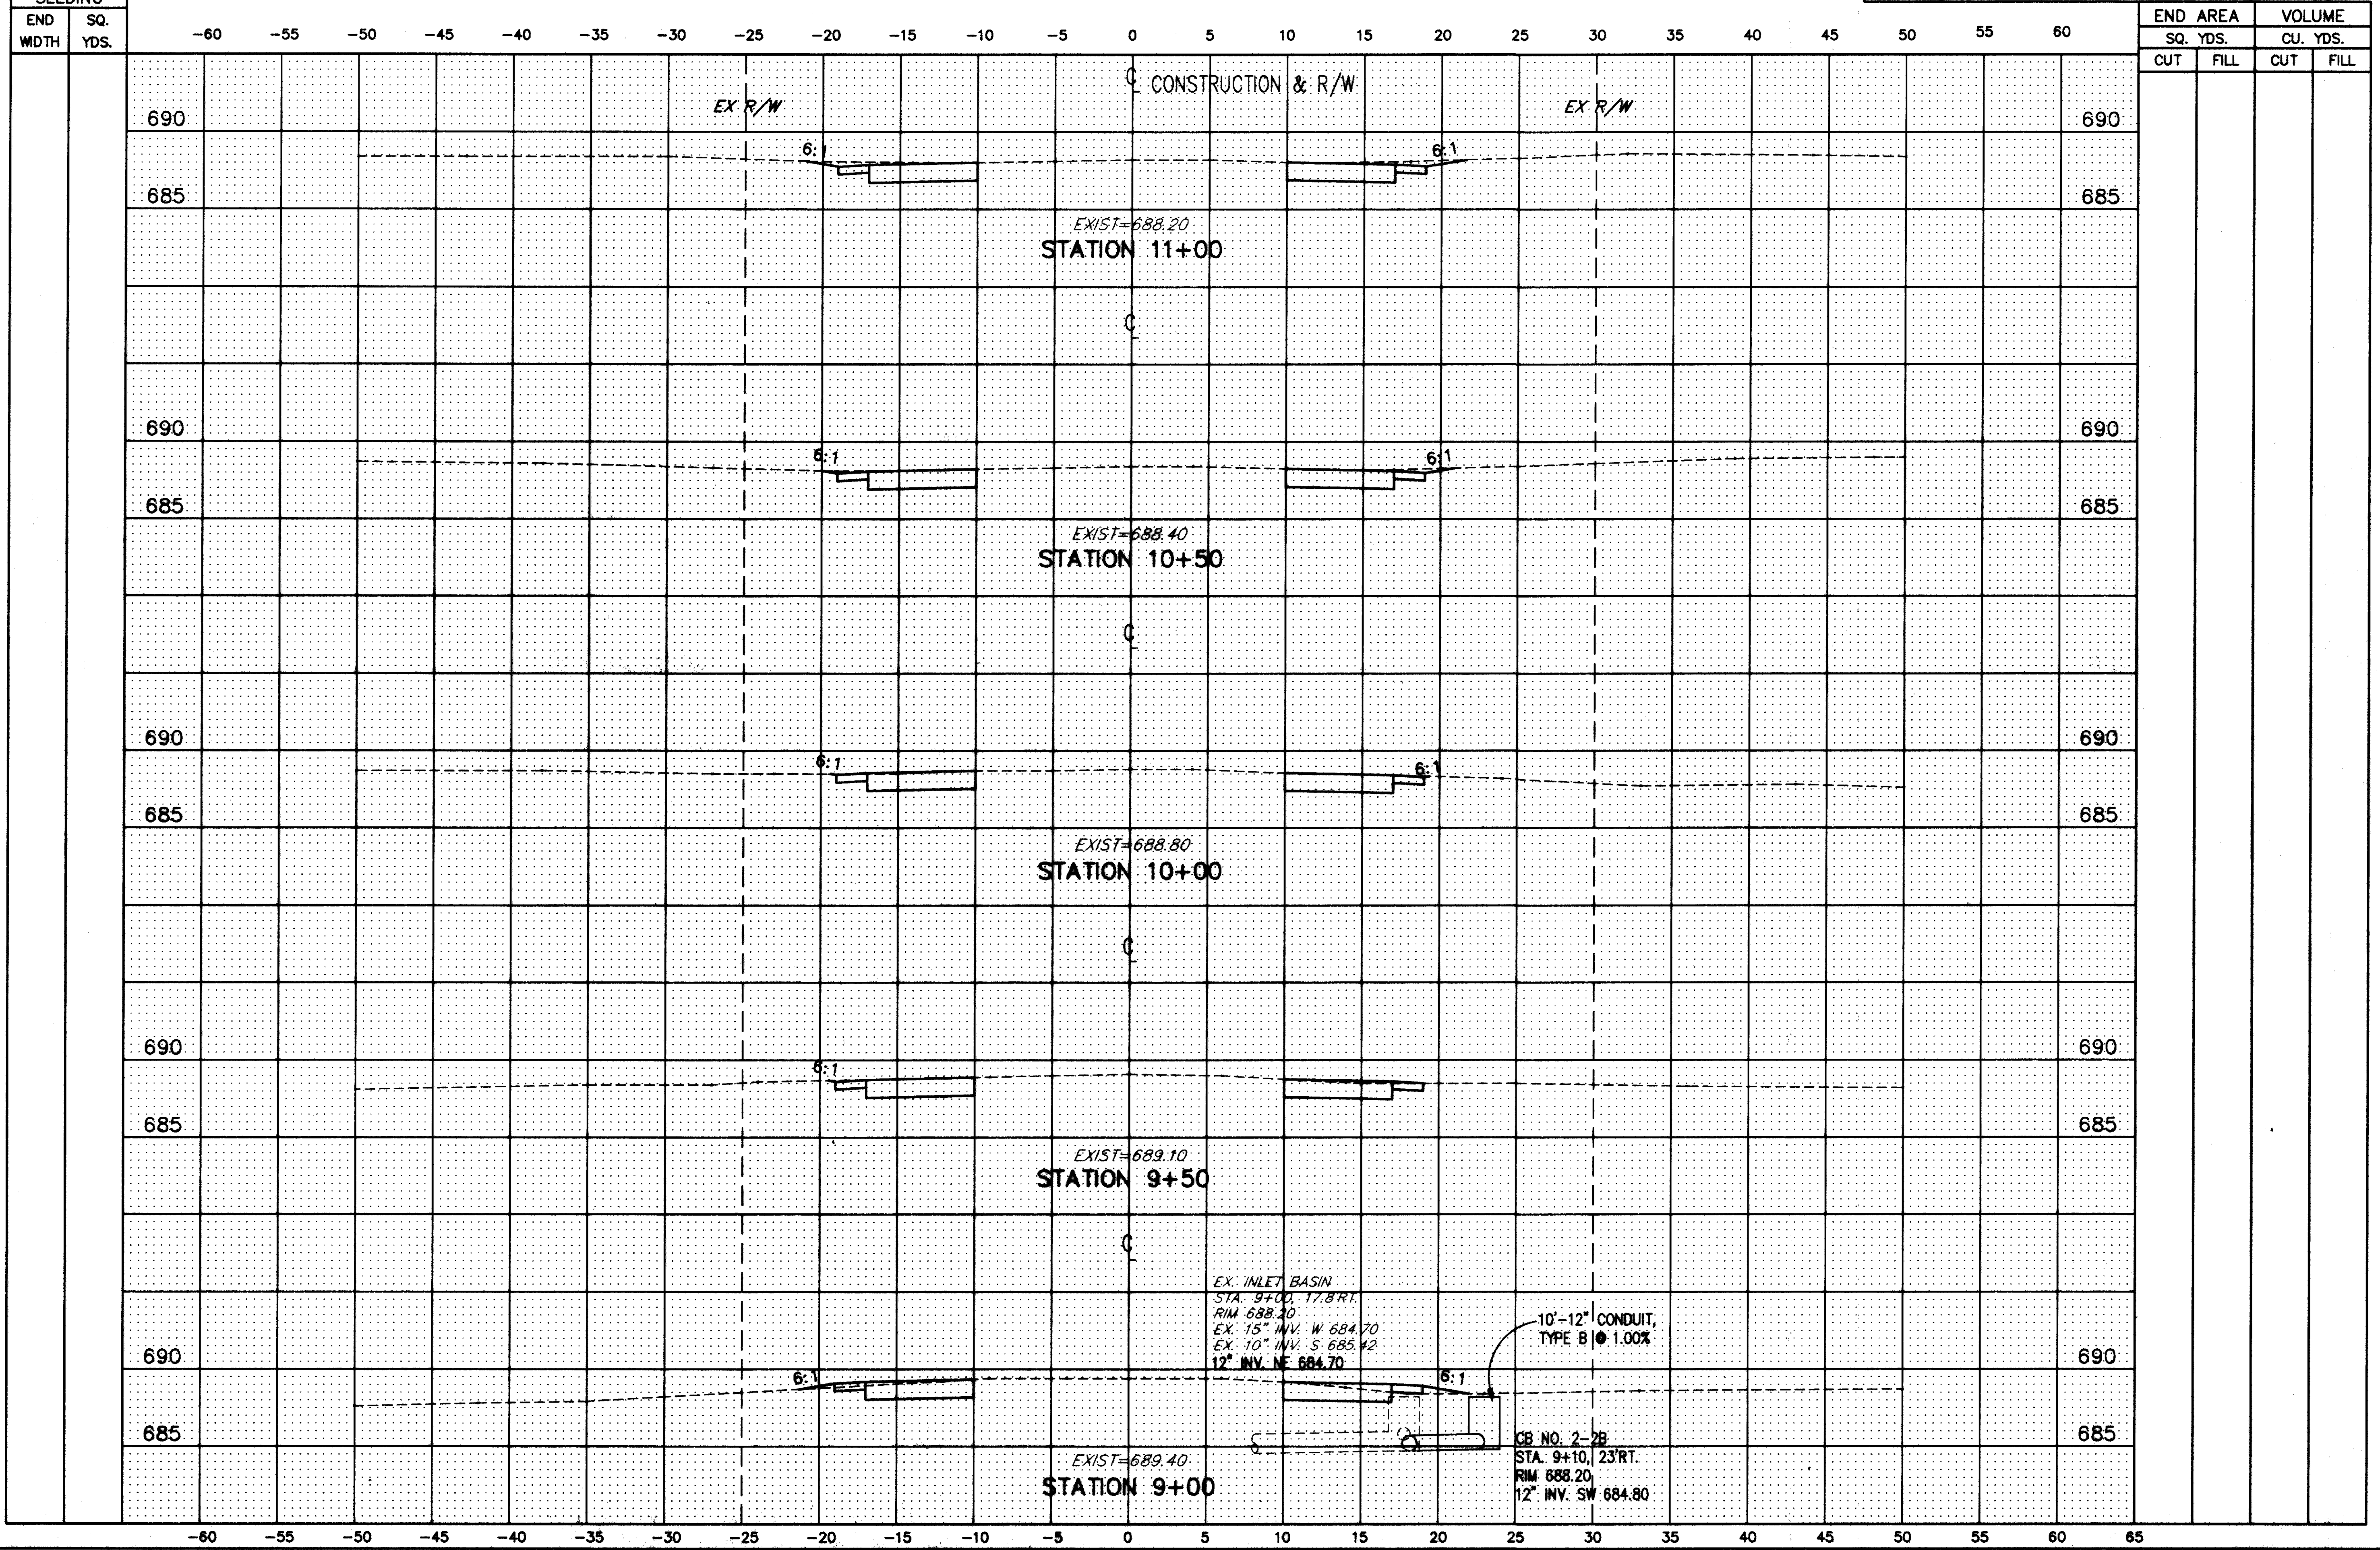 SEEDING
END WIDTH SQ. YDS.
END AREA VOLUME
SQ. YDS. CU. YDS.
CUT FILL CUT FILL
-60 -55 -50 -45 -40 -35 -30 -25 -20 -15 -10 -5 0 5 10 15 20 25 30 35 40 45 50 55 60
℄ CONSTRUCTION & R/W
EX R/W EX R/W
690 690
6:1 6:1
685 685
EXIST=688.20
STATION 11+00
℄
690 690
6:1 6:1
685 685
EXIST=688.40
STATION 10+50
℄
690 690
6:1 6:1
685 685
EXIST=688.80
STATION 10+00
℄
690 690
6:1
685 685
EXIST=689.10
STATION 9+50
℄
EX. INLET BASIN
STA. 9+00, 17.8'RT.
RIM 688.20
EX. 15" INV. W 684.70
EX. 10" INV. S 685.42
12" INV. NE 684.70
10'-12" CONDUIT,
TYPE B @ 1.00%
690 690
6:1 6:1
685 685
CB NO. 2-2B
STA. 9+10, 23'RT.
RIM 688.20
12" INV. SW 684.80
EXIST=689.40
STATION 9+00
-60 -55 -50 -45 -40 -35 -30 -25 -20 -15 -10 -5 0 5 10 15 20 25 30 35 40 45 50 55 60 65